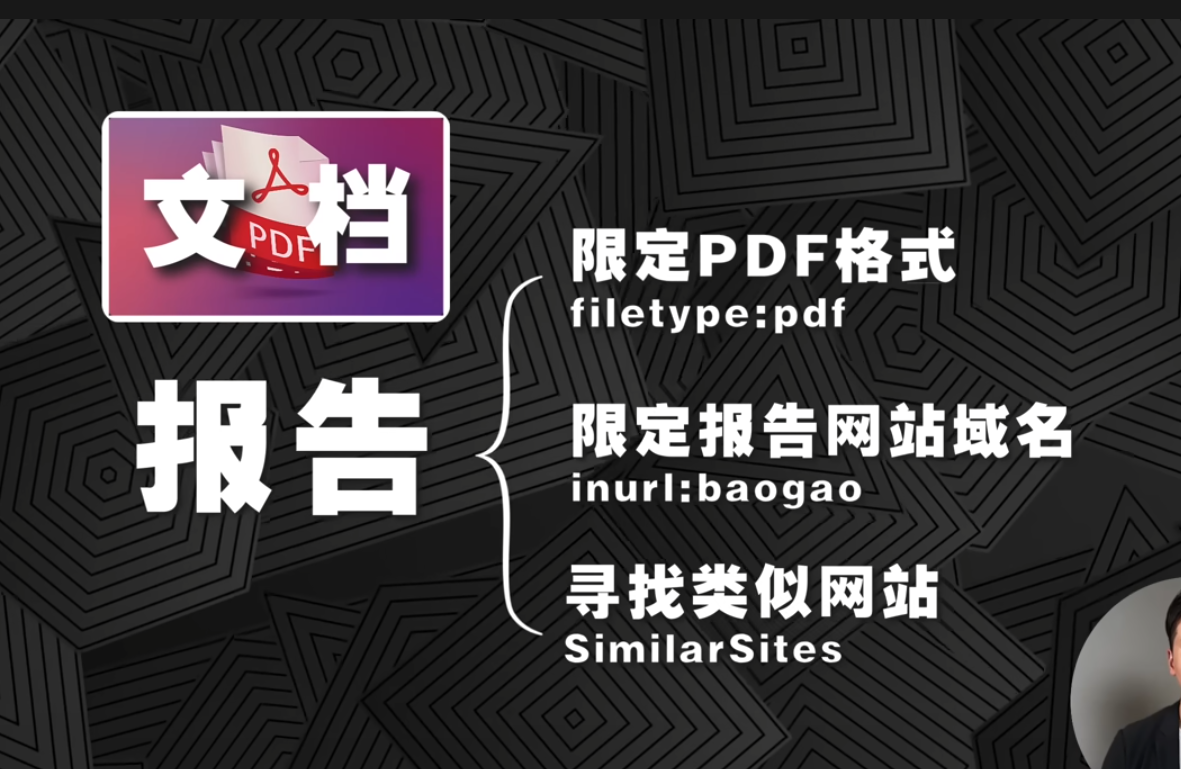 文档
PDF
报告
限定PDF格式
filetype:pdf
限定报告网站域名
inurl:baogao
寻找类似网站
SimilarSites